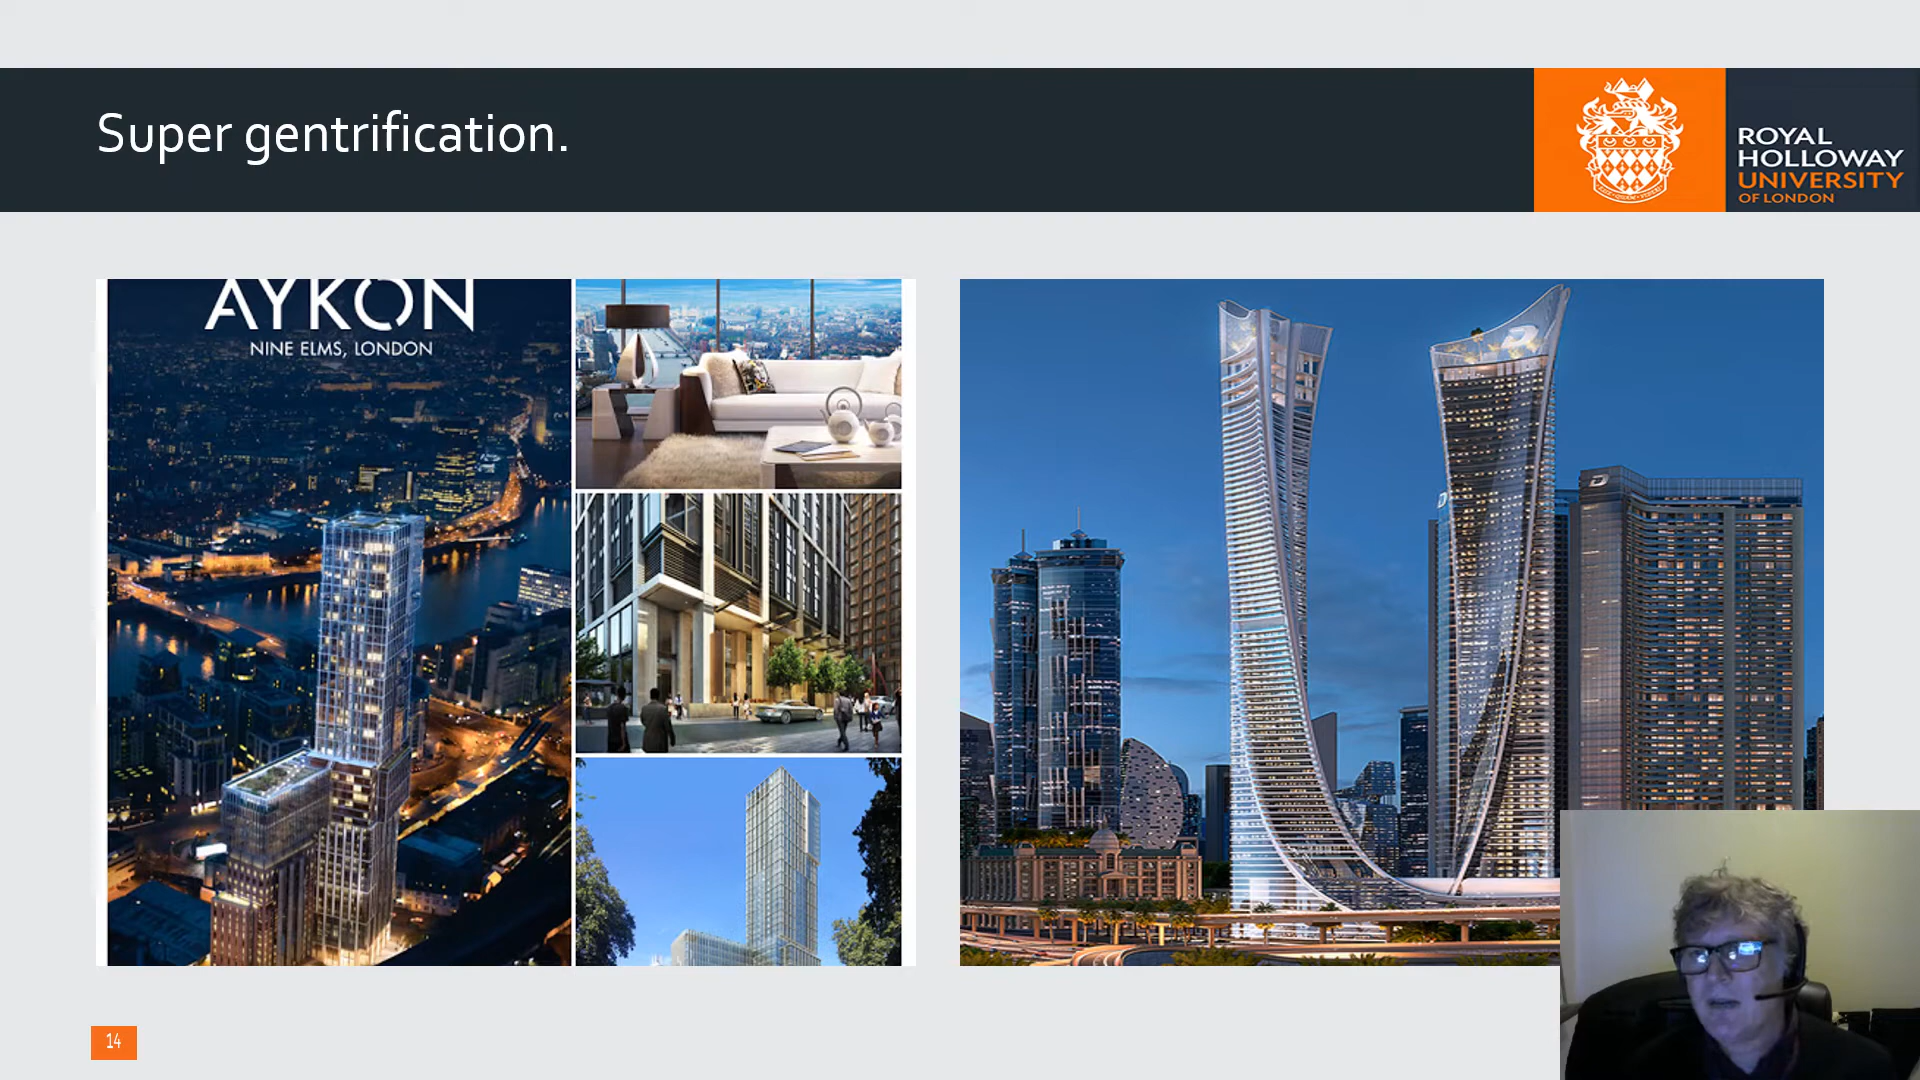 Super gentrification.
ROYAL
HOLLOWAY
UNIVERSITY
OF LONDON
AYKON
NINE ELMS, LONDON
D
D
D
14